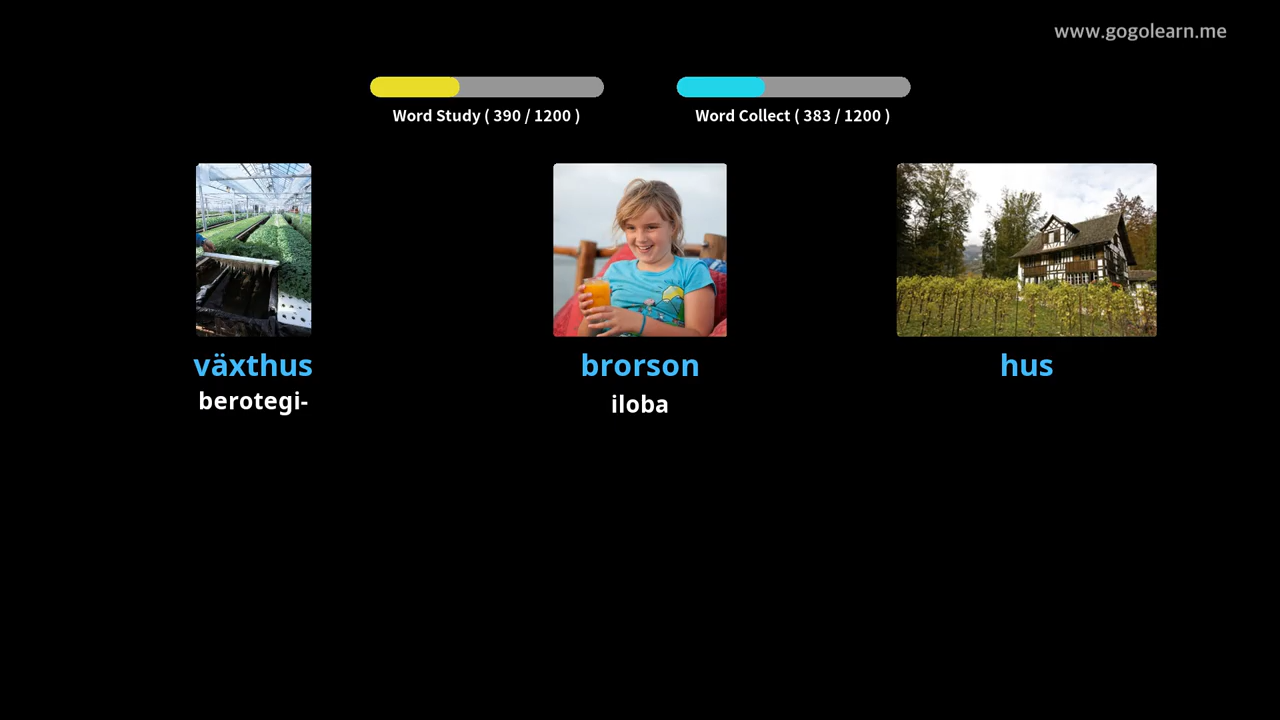 www.gogolearn.me
Word Study ( 390 / 1200 )
Word Collect ( 383 / 1200 )
växthus
berotegi-
brorson
iloba
hus